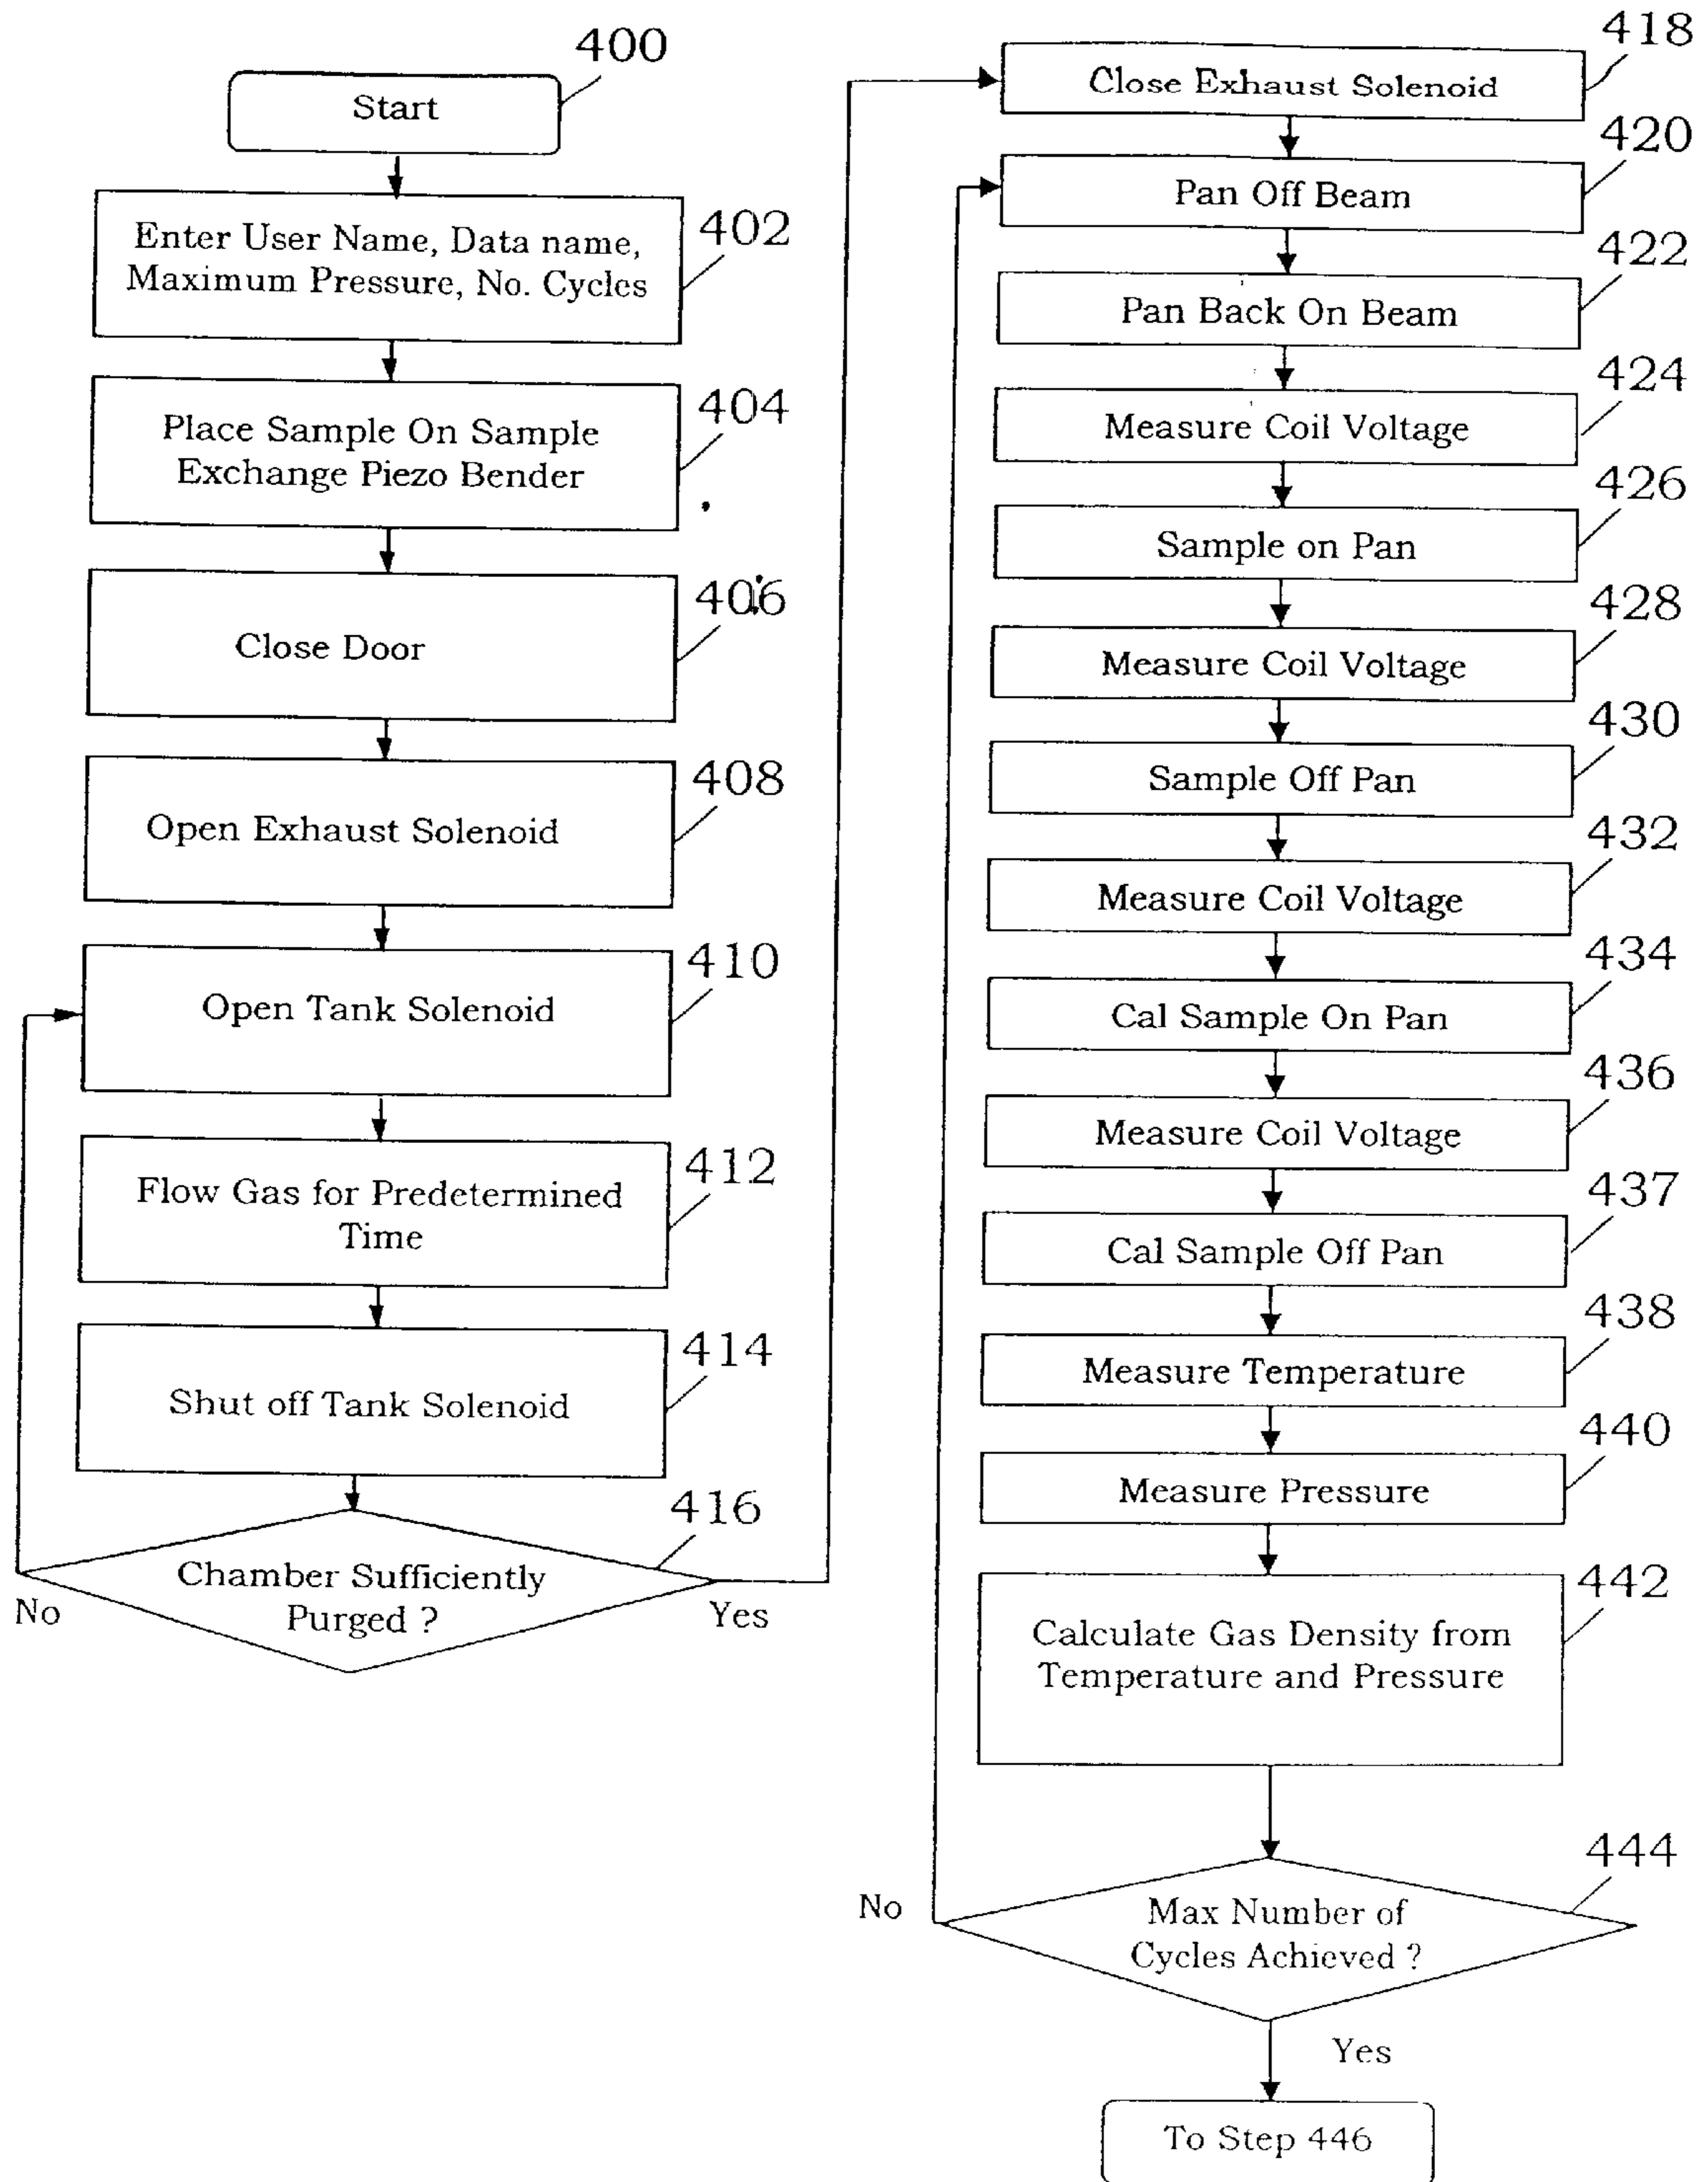 400
Start
402
Enter User Name, Data name,
Maximum Pressure, No. Cycles
404
Place Sample On Sample
Exchange Piezo Bender
406
Close Door
408
Open Exhaust Solenoid
410
Open Tank Solenoid
412
Flow Gas for Predetermined
Time
414
Shut off Tank Solenoid
416
Chamber Sufficiently
Purged ?
No
Yes
418
Close Exhaust Solenoid
420
Pan Off Beam
422
Pan Back On Beam
424
Measure Coil Voltage
426
Sample on Pan
428
Measure Coil Voltage
430
Sample Off Pan
432
Measure Coil Voltage
434
Cal Sample On Pan
436
Measure Coil Voltage
437
Cal Sample Off Pan
438
Measure Temperature
440
Measure Pressure
442
Calculate Gas Density from
Temperature and Pressure
444
Max Number of
Cycles Achieved ?
No
Yes
To Step 446